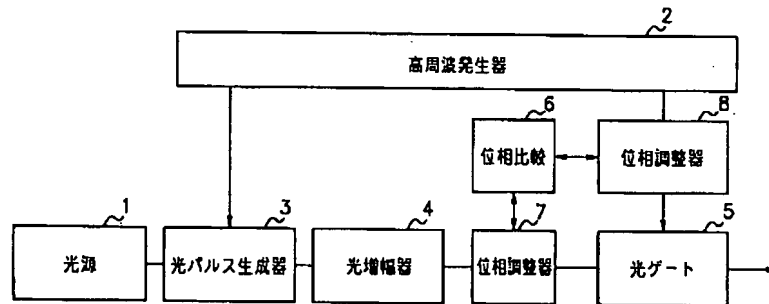 2
高周波発生器
6
8
位相比較
位相調整器
1
3
4
7
5
光源
光パルス生成器
光増幅器
位相調整器
光ゲート